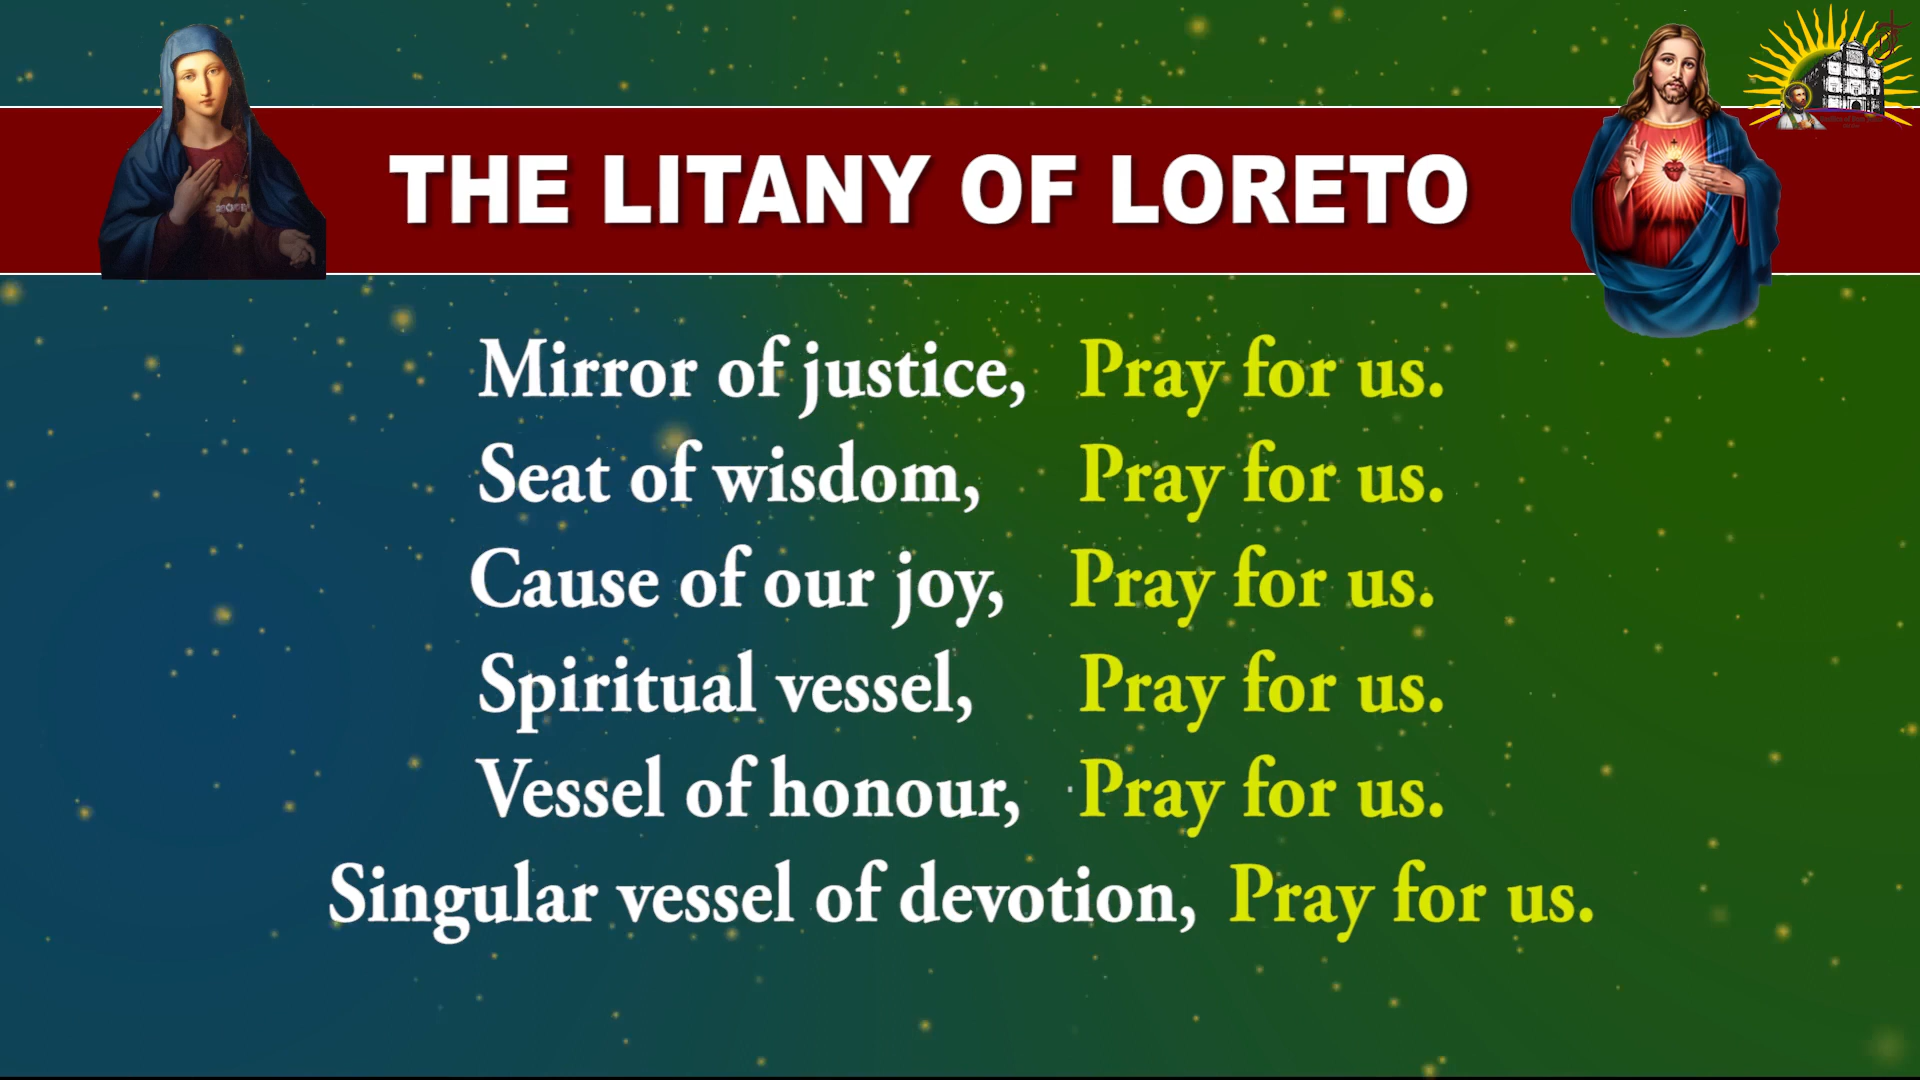 THE LITANY OF LORETO
Mirror of justice, Pray for us.
Seat of wisdom, Pray for us.
Cause of our joy, Pray for us.
Spiritual vessel, Pray for us.
Vessel of honour, Pray for us.
Singular vessel of devotion, Pray for us.